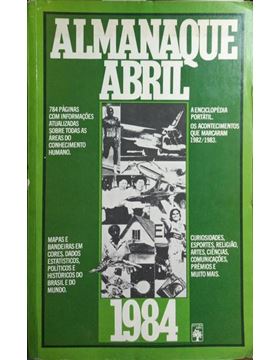 ALMANAQUE
ABRIL
784 PÁGINAS
COM INFORMAÇÕES
ATUALIZADAS
SOBRE TODAS AS
ÁREAS DO
CONHECIMENTO
HUMANO.
A ENCICLOPÉDIA
PORTÁTIL.
OS ACONTECIMENTOS
QUE MARCARAM
1982/1983.
MAPAS E
BANDEIRAS EM
CORES, DADOS
ESTATÍSTICOS,
POLÍTICOS E
HISTÓRICOS DO
BRASIL E DO
MUNDO.
CURIOSIDADES,
ESPORTES, RELIGIÃO,
ARTES, CIÊNCIAS,
COMUNICAÇÕES,
PRÊMIOS E
MUITO MAIS.
1984